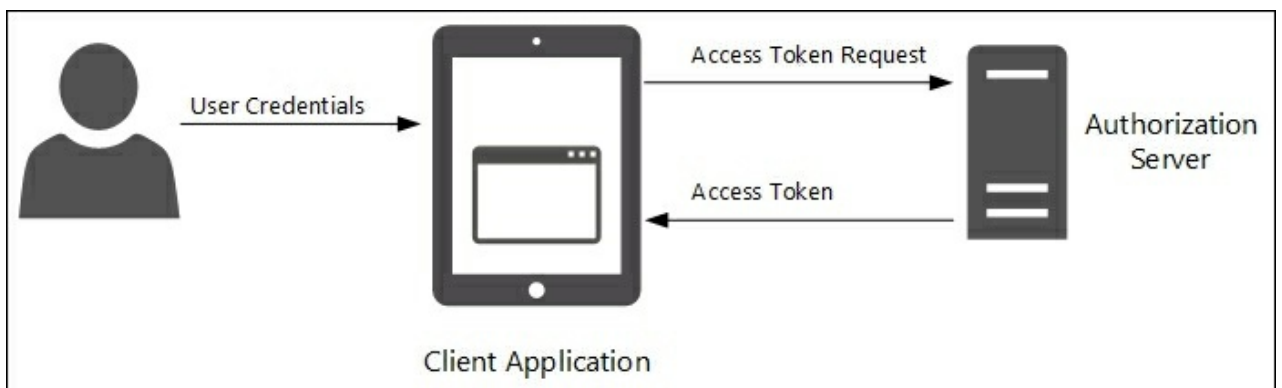 User Credentials
Access Token Request
Access Token
Authorization
Server
Client Application